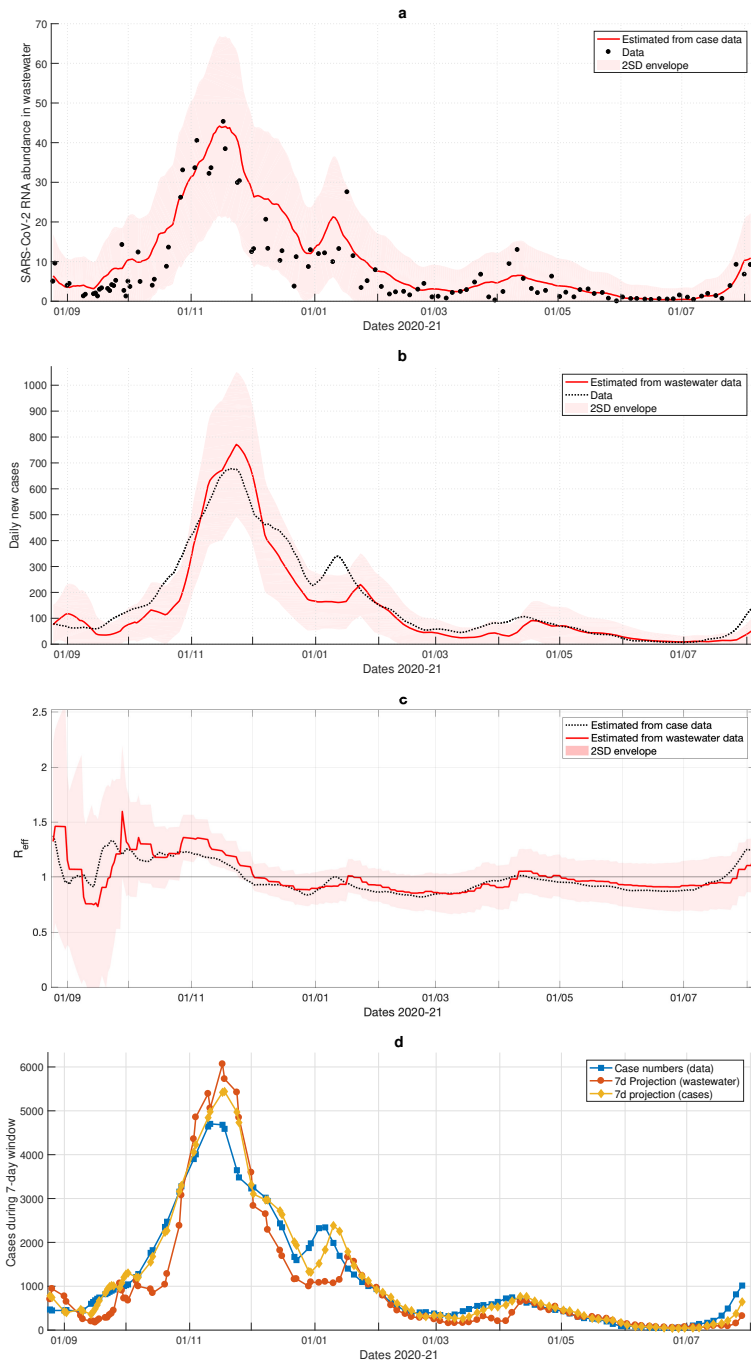 a
SARS-CoV-2 RNA abundance in wastewater
70
60
50
40
30
20
10
0
Estimated from case data
Data
2SD envelope
01/09 01/11 01/01 01/03 01/05 01/07
Dates 2020-21
b
Daily new cases
1000
900
800
700
600
500
400
300
200
100
0
Estimated from wastewater data
Data
2SD envelope
01/09 01/11 01/01 01/03 01/05 01/07
Dates 2020-21
c
Reff
2.5
2
1.5
1
0.5
0
Estimated from case data
Estimated from wastewater data
2SD envelope
01/09 01/11 01/01 01/03 01/05 01/07
Dates 2020-21
d
Cases during 7-day window
6000
5000
4000
3000
2000
1000
0
Case numbers (data)
7d Projection (wastewater)
7d projection (cases)
01/09 01/11 01/01 01/03 01/05 01/07
Dates 2020-21